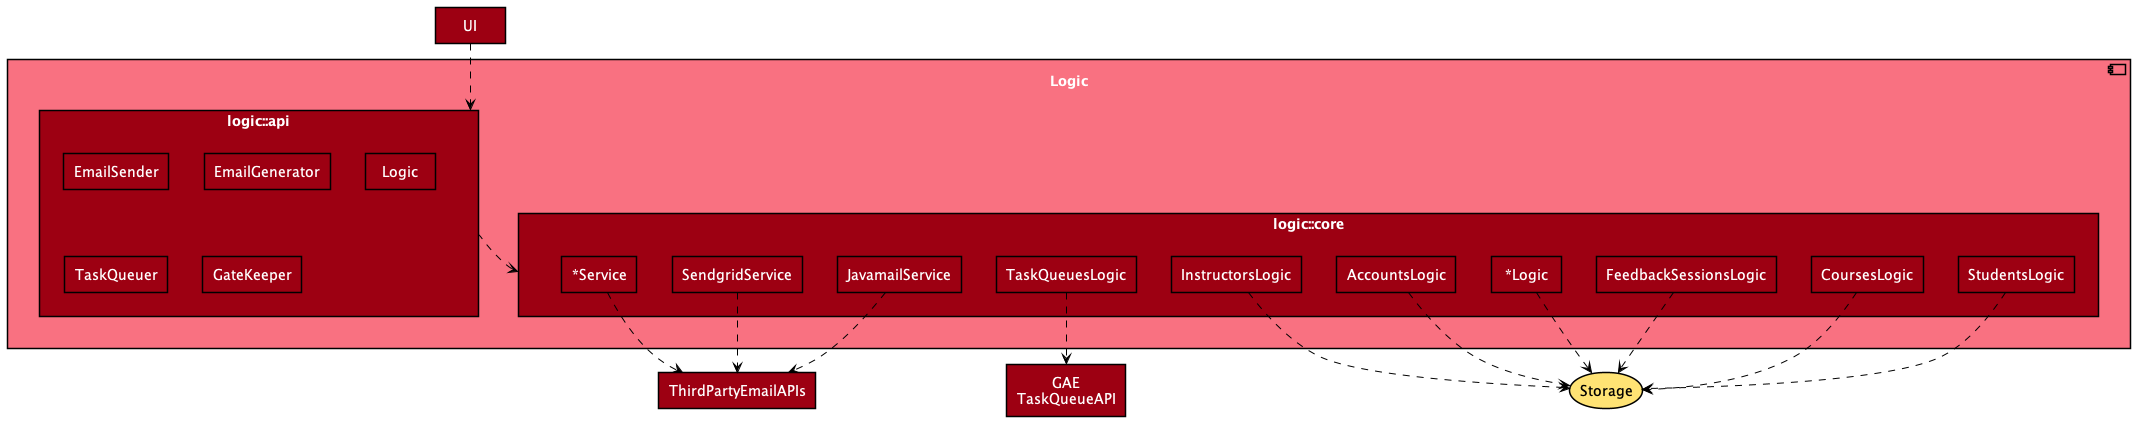 UI
Logic
logic::api
EmailSender
EmailGenerator
Logic
TaskQueuer
GateKeeper
logic::core
*Service
SendgridService
JavamailService
TaskQueuesLogic
InstructorsLogic
AccountsLogic
*Logic
FeedbackSessionsLogic
CoursesLogic
StudentsLogic
ThirdPartyEmailAPIs
GAE
TaskQueueAPI
Storage